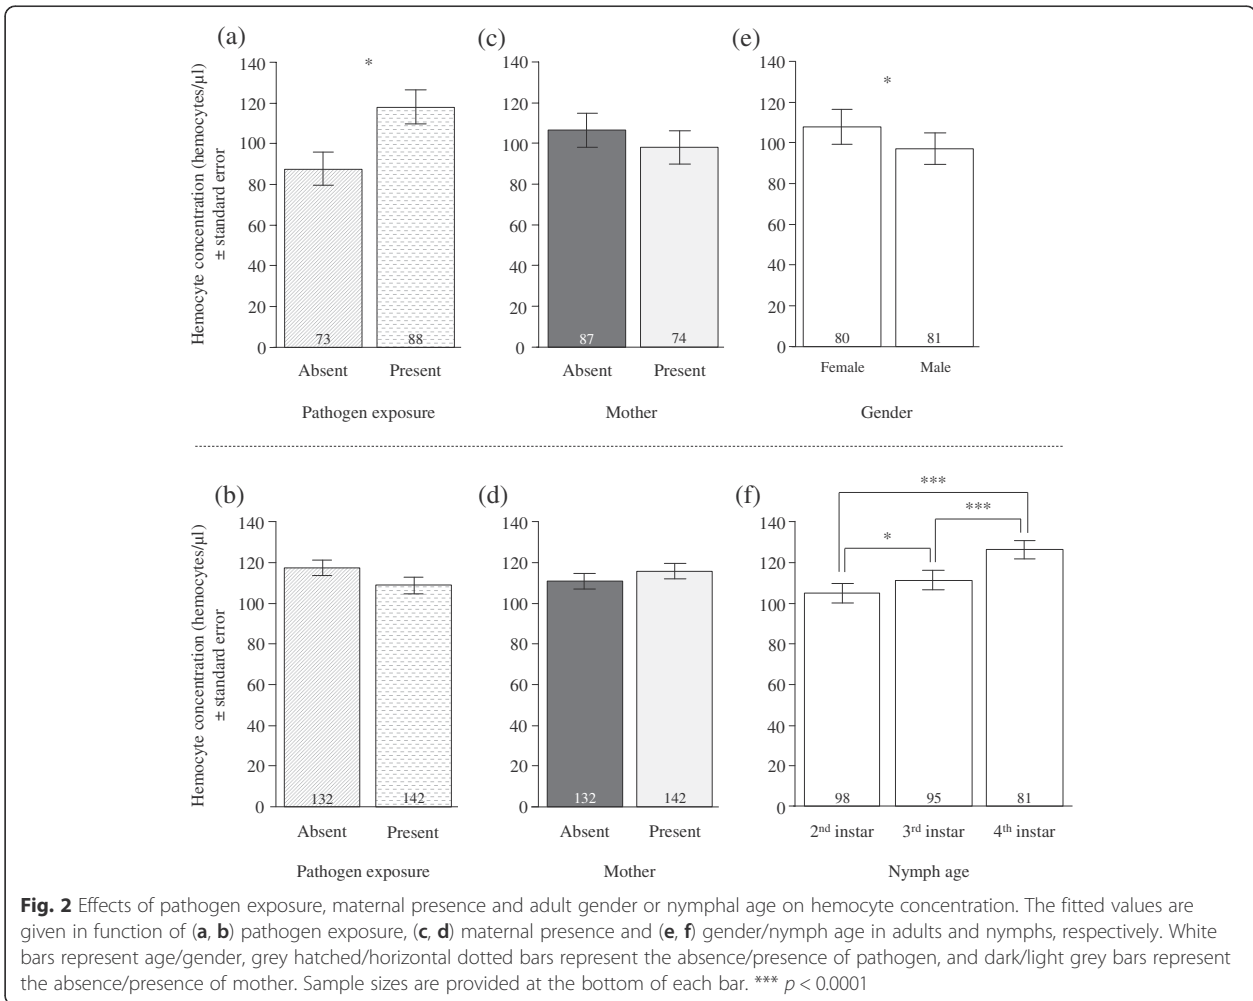 (a)
Hemocyte concentration (hemocytes/µl)
± standard error
140
120
100
80
60
40
20
0
*
73
88
Absent Present
Pathogen exposure
(c)
140
120
100
80
60
40
20
0
87
74
Absent Present
Mother
(e)
140
120
100
80
60
40
20
0
*
80
81
Female Male
Gender
(b)
Hemocyte concentration (hemocytes/µl)
± standard error
140
120
100
80
60
40
20
0
132
142
Absent Present
Pathogen exposure
(d)
140
120
100
80
60
40
20
0
132
142
Absent Present
Mother
(f)
140
120
100
80
60
40
20
0
***
***
*
98
95
81
2nd instar 3rd instar 4th instar
Nymph age
Fig. 2 Effects of pathogen exposure, maternal presence and adult gender or nymphal age on hemocyte concentration. The fitted values are
given in function of (a, b) pathogen exposure, (c, d) maternal presence and (e, f) gender/nymph age in adults and nymphs, respectively. White
bars represent age/gender, grey hatched/horizontal dotted bars represent the absence/presence of pathogen, and dark/light grey bars represent
the absence/presence of mother. Sample sizes are provided at the bottom of each bar. *** p < 0.0001